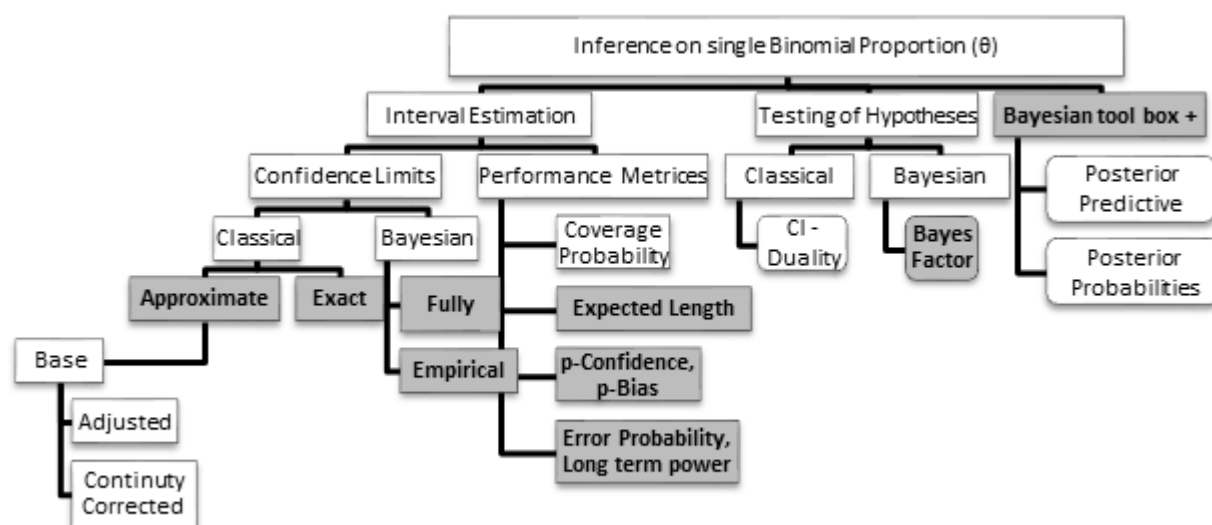 Inference on single Binomial Proportion (θ)
Interval Estimation
Testing of Hypotheses
Bayesian tool box +
Confidence Limits
Performance Metrices
Classical
Bayesian
Posterior
Predictive
Classical
Bayesian
Coverage
Probability
CI -
Duality
Bayes
Factor
Posterior
Probabilities
Approximate
Exact
Fully
Expected Length
Base
Empirical
p-Confidence,
p-Bias
Adjusted
Error Probability,
Long term power
Continuty
Corrected